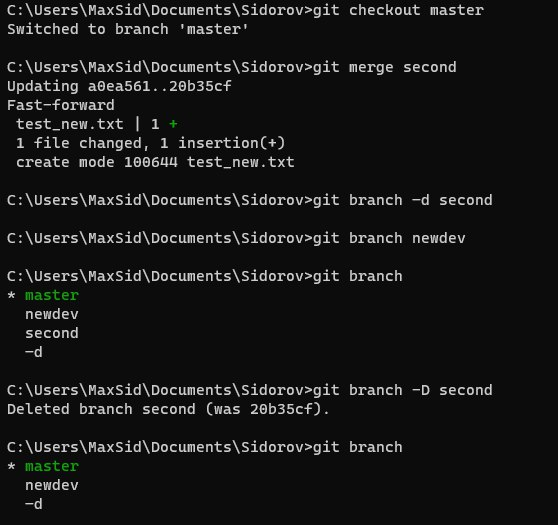 C:\Users\MaxSid\Documents\Sidorov>git checkout master
Switched to branch 'master'
C:\Users\MaxSid\Documents\Sidorov>git merge second
Updating a0ea561..20b35cf
Fast-forward
 test_new.txt | 1 +
 1 file changed, 1 insertion(+)
 create mode 100644 test_new.txt
C:\Users\MaxSid\Documents\Sidorov>git branch –d second
C:\Users\MaxSid\Documents\Sidorov>git branch newdev
C:\Users\MaxSid\Documents\Sidorov>git branch
* master
  newdev
  second
  –d
C:\Users\MaxSid\Documents\Sidorov>git branch -D second
Deleted branch second (was 20b35cf).
C:\Users\MaxSid\Documents\Sidorov>git branch
* master
  newdev
  –d